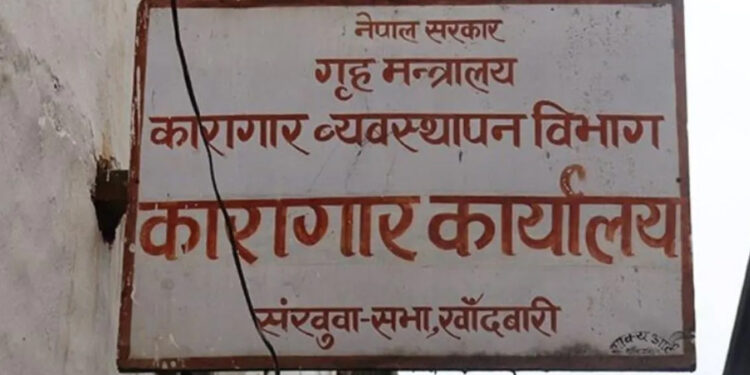 नेपाल सरकार
गृह मन्त्रालय
कारागार व्यवस्थापन विभाग
कारागार कार्यालय
संखुवा-सभा, खाँदबारी